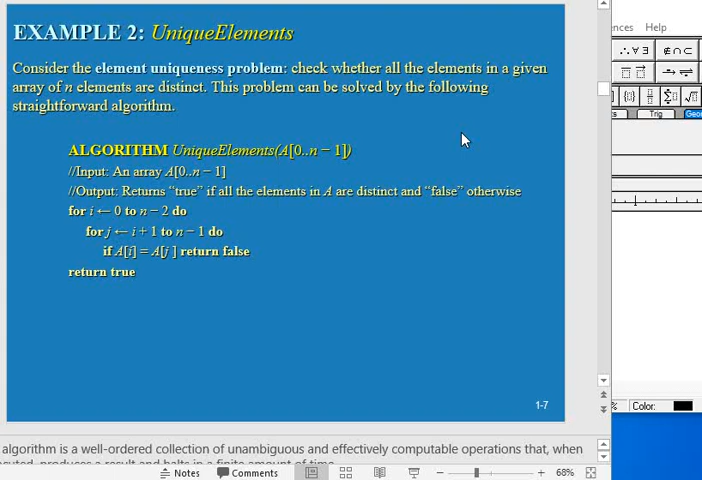 EXAMPLE 2: UniqueElements
Consider the element uniqueness problem: check whether all the elements in a given
array of n elements are distinct. This problem can be solved by the following
straightforward algorithm.
ALGORITHM UniqueElements(A[0..n − 1])
//Input: An array A[0..n − 1]
//Output: Returns “true” if all the elements in A are distinct and “false” otherwise
for i ← 0 to n − 2 do
for j ← i + 1 to n − 1 do
if A[i] = A[j ] return false
return true
1-7
algorithm is a well-ordered collection of unambiguous and effectively computable operations that, when
Notes Comments 68%
Help
∴∀∃ ∉∩⊂
Trig
Color: